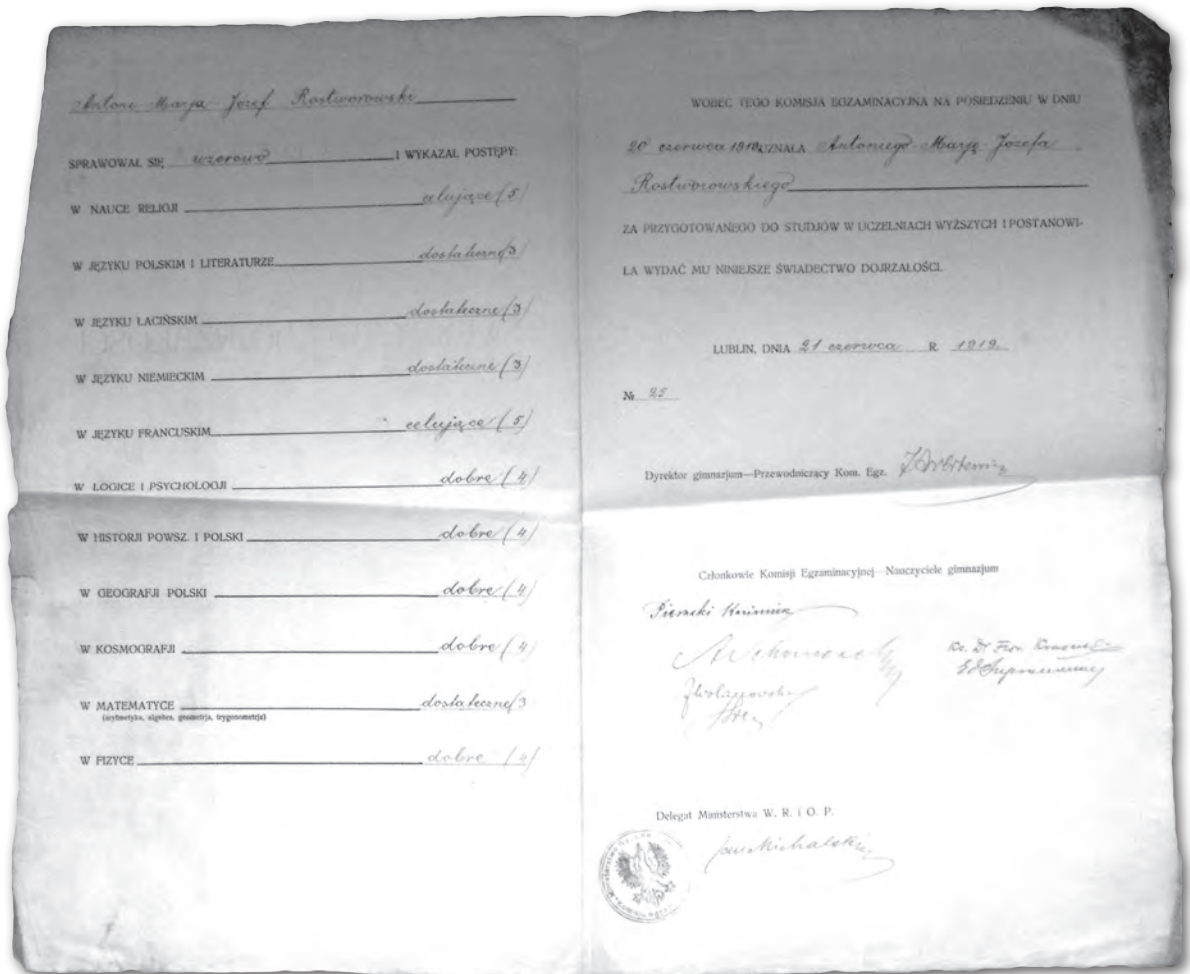 Antoni Marja Józef Rostworowski
SPRAWOWAŁ SIĘ wzorowo I WYKAZAŁ POSTĘPY:
W NAUCE RELIGJI celujące (5)
W JĘZYKU POLSKIM I LITERATURZE dostateczne/3
W JĘZYKU ŁACIŃSKIM dostateczne (3)
W JĘZYKU NIEMIECKIM dostateczne (3)
W JĘZYKU FRANCUSKIM celujące (5)
W LOGICE I PSYCHOLOGJI dobre (4)
W HISTORJI POWSZ. I POLSKI dobre (4)
W GEOGRAFJI POLSKI dobre (4)
W KOSMOGRAFJI dobre (4)
W MATEMATYCE dostateczne/3
(arytmetyka, algebra, geometrja, trygonometrja)
W FIZYCE dobre (4)
WOBEC TEGO KOMISJA EGZAMINACYJNA NA POSIEDZENIU W DNIU
20 czerwca 1919 UZNAŁA Antoniego Marję Józefa
Rostworowskiego
ZA PRZYGOTOWANEGO DO STUDJÓW W UCZELNIACH WYŻSZYCH I POSTANOWI-
ŁA WYDAĆ MU NINIEJSZE ŚWIADECTWO DOJRZAŁOŚCI.
LUBLIN, DNIA 21 czerwca R. 1919.
№ 25
Dyrektor gimnazjum—Przewodniczący Kom. Egz.
Członkowie Komisji Egzaminacyjnej—Nauczyciele gimnazjum
Pieracki Kazimierz
Ks. Dr
Delegat Ministerstwa W. R. i O. P.
Michalski